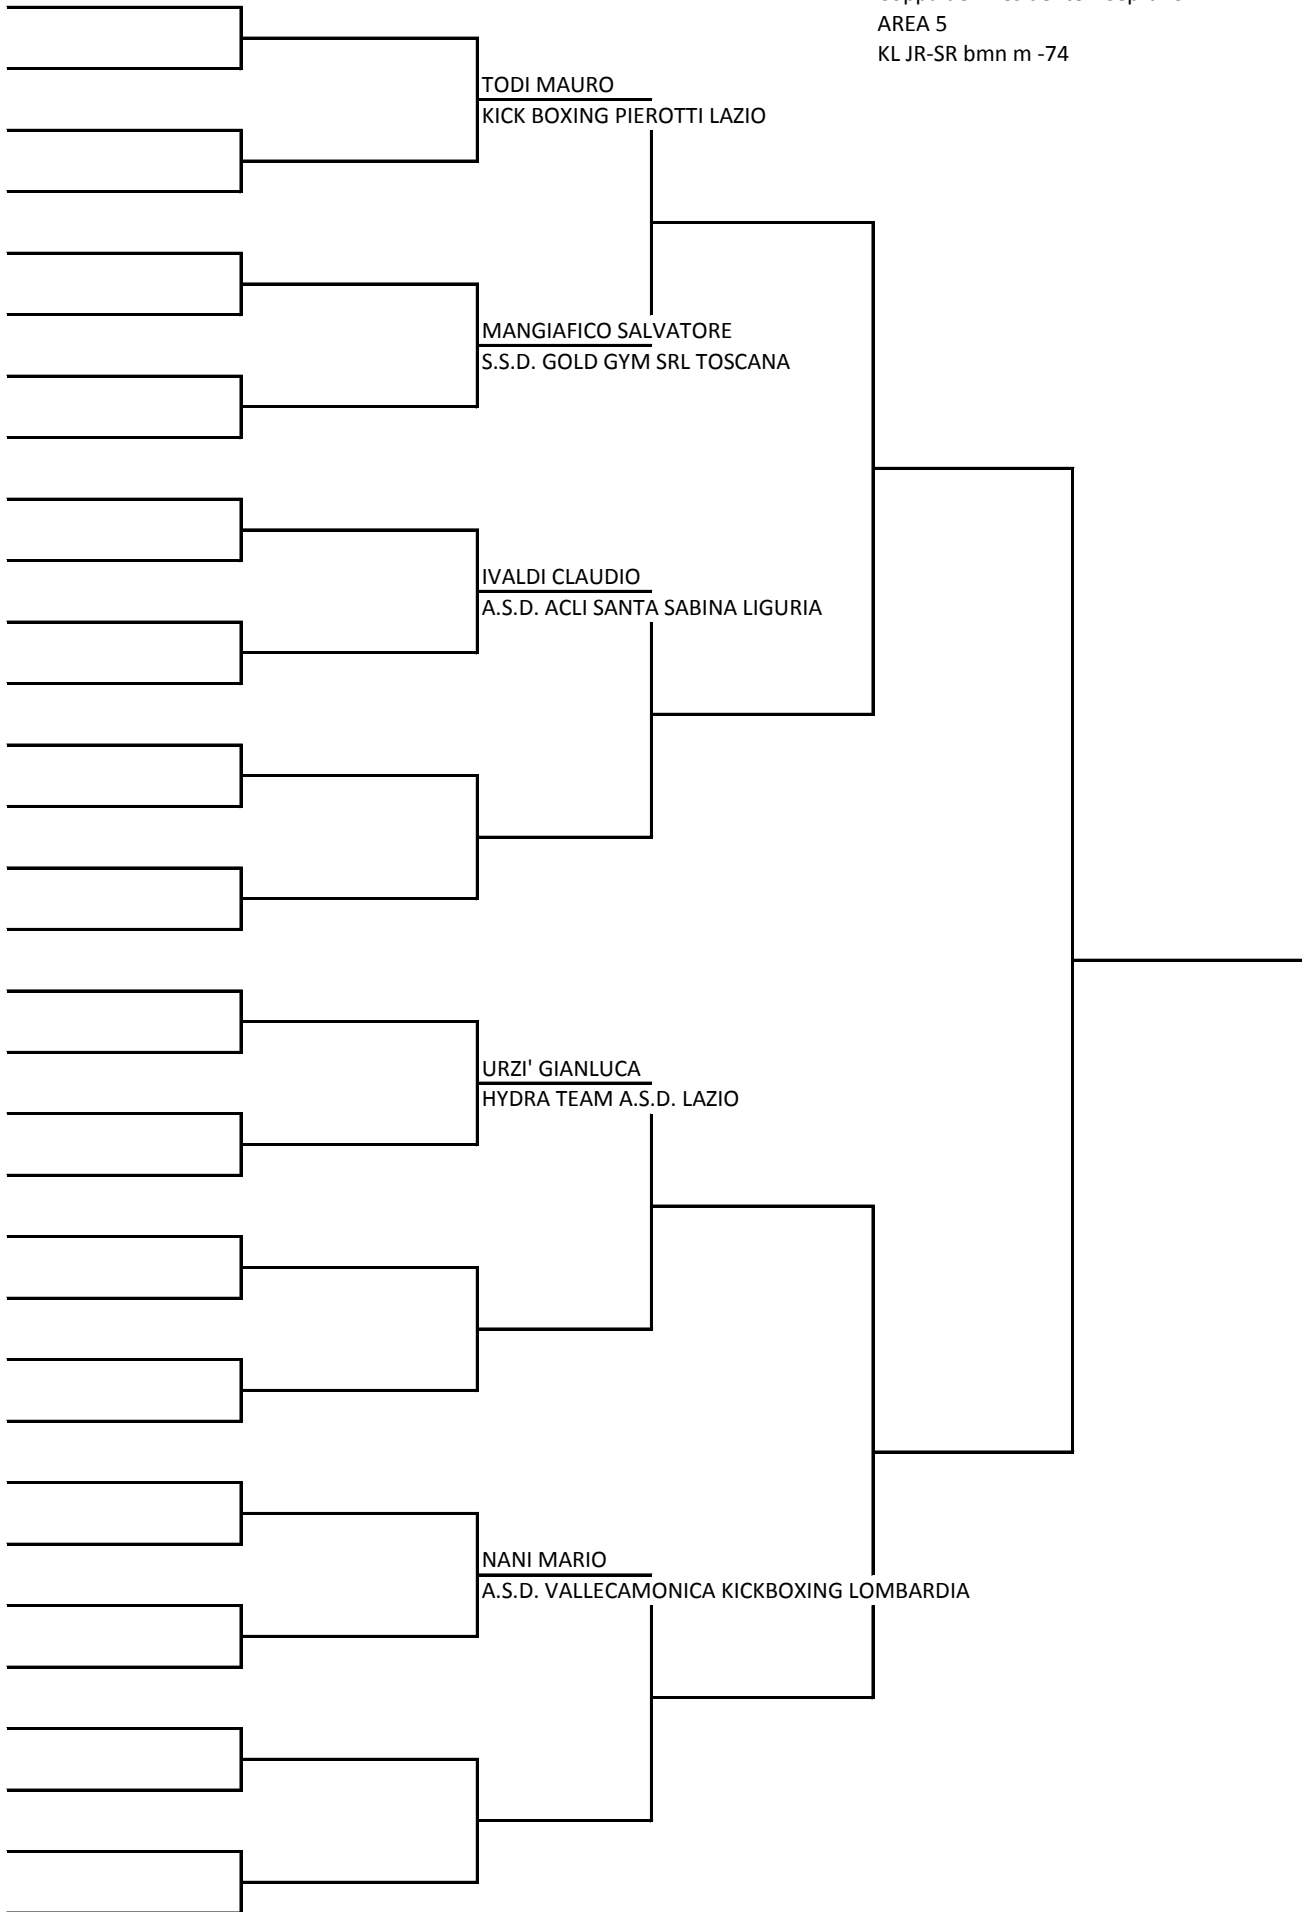 AREA 5
KL JR-SR bmn m -74
TODI MAURO
KICK BOXING PIEROTTI LAZIO
MANGIAFICO SALVATORE
S.S.D. GOLD GYM SRL TOSCANA
IVALDI CLAUDIO
A.S.D. ACLI SANTA SABINA LIGURIA
URZI' GIANLUCA
HYDRA TEAM A.S.D. LAZIO
NANI MARIO
A.S.D. VALLECAMONICA KICKBOXING LOMBARDIA